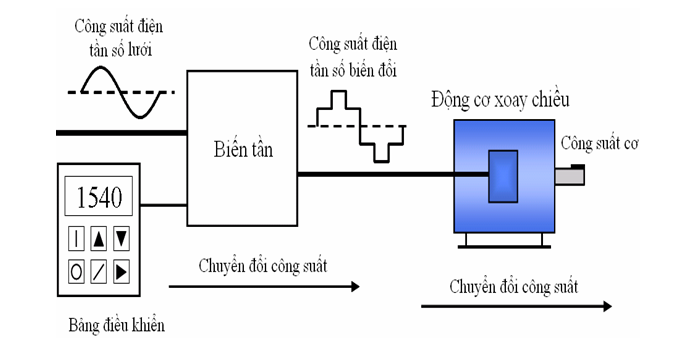 Công suất điện
tần số lưới
Công suất điện
tần số biến đổi
Động cơ xoay chiều
Biến tần
Công suất cơ
1540
Chuyển đổi công suất
Chuyển đổi công suất
Bảng điều khiển